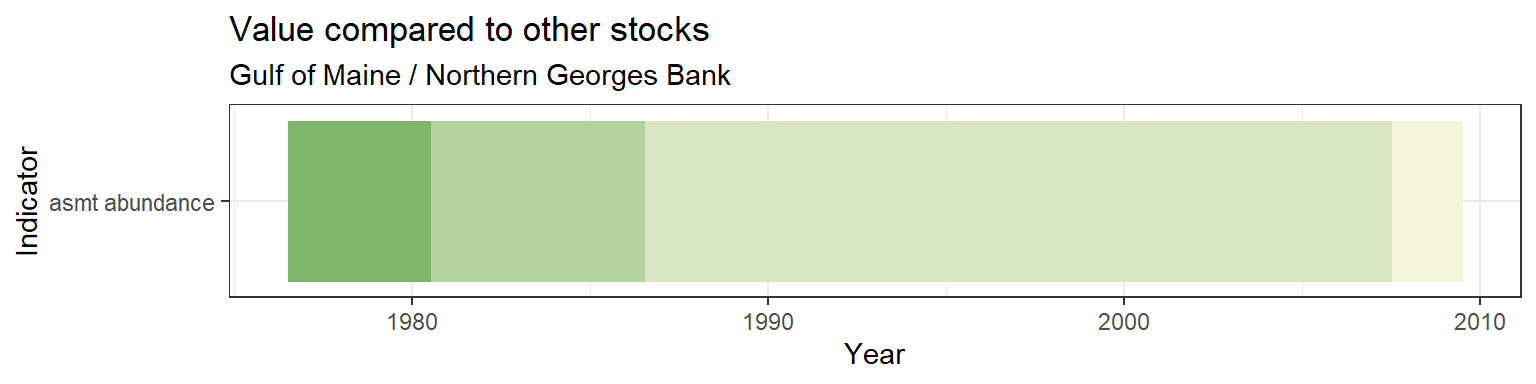 Value compared to other stocks
Gulf of Maine / Northern Georges Bank
Indicator
asmt abundance
1980 1990 2000 2010
Year